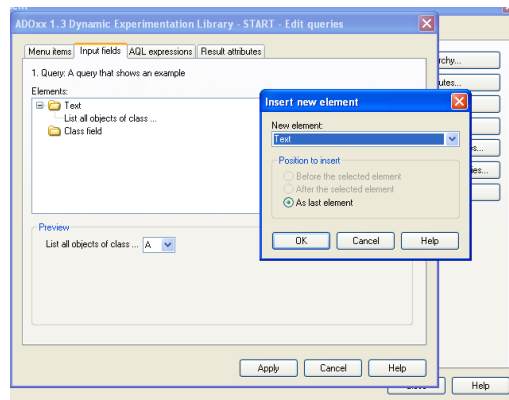 ADOxx 1.3 Dynamic Experimentation Library - START - Edit queries
Menu items Input fields AQL expressions Result attributes
1. Query: A query that shows an example
Elements:
Text
List all objects of class ...
Class field
Preview
List all objects of class ... A
Apply Cancel Help
Insert new element
New element:
Text
Position to insert
Before the selected element
After the selected element
As last element
OK Cancel Help
Help